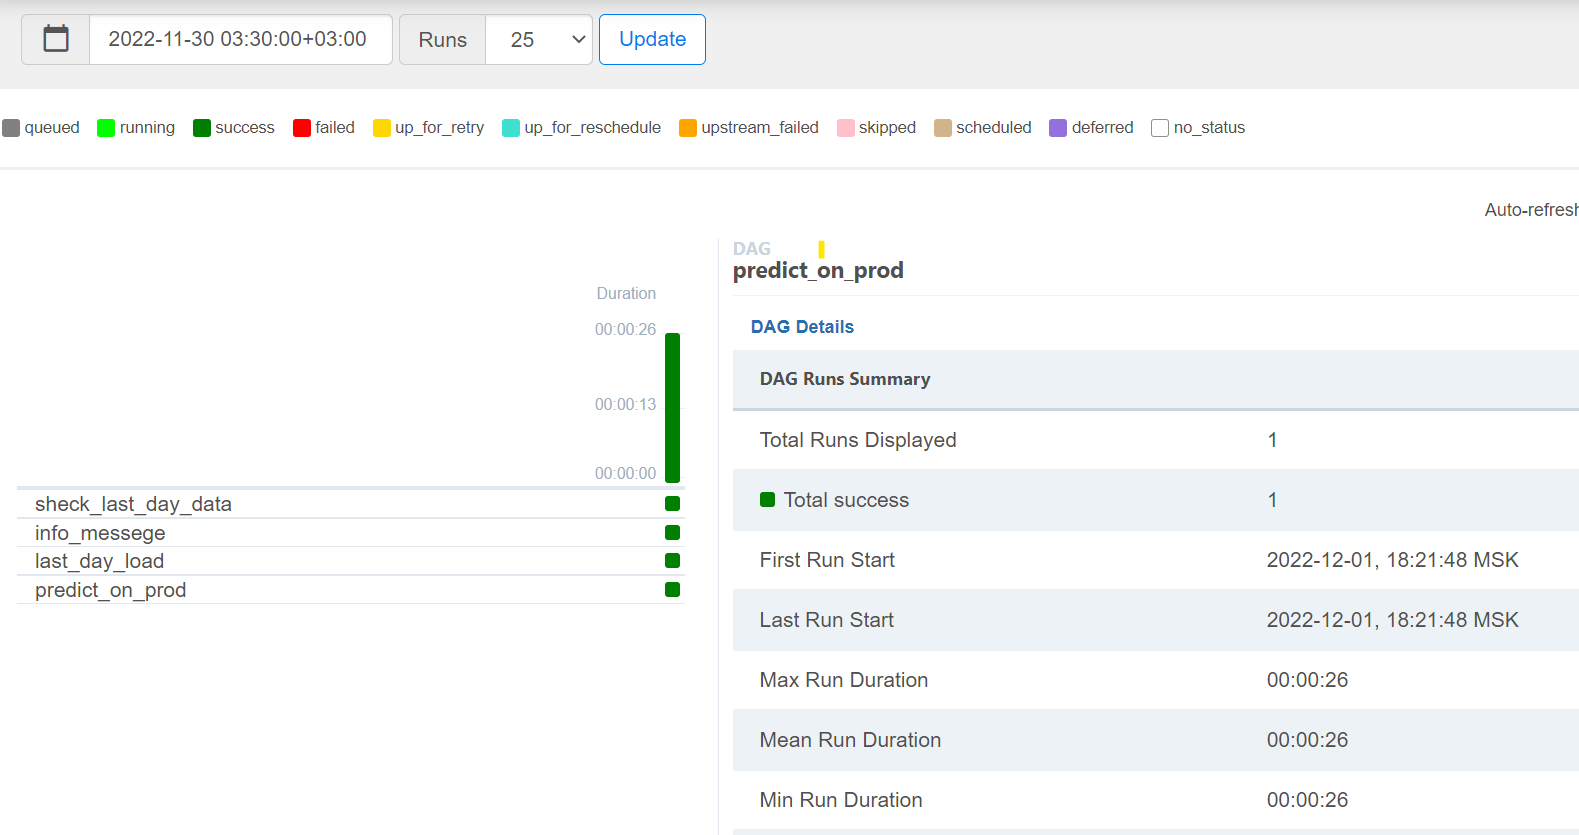 2022-11-30 03:30:00+03:00 Runs 25 Update
queued running success failed up_for_retry up_for_reschedule upstream_failed skipped scheduled deferred no_status
Auto-refresh
Duration
00:00:26
00:00:13
00:00:00
sheck_last_day_data
info_messege
last_day_load
predict_on_prod
DAG
predict_on_prod
DAG Details
DAG Runs Summary
Total Runs Displayed 1
Total success 1
First Run Start 2022-12-01, 18:21:48 MSK
Last Run Start 2022-12-01, 18:21:48 MSK
Max Run Duration 00:00:26
Mean Run Duration 00:00:26
Min Run Duration 00:00:26